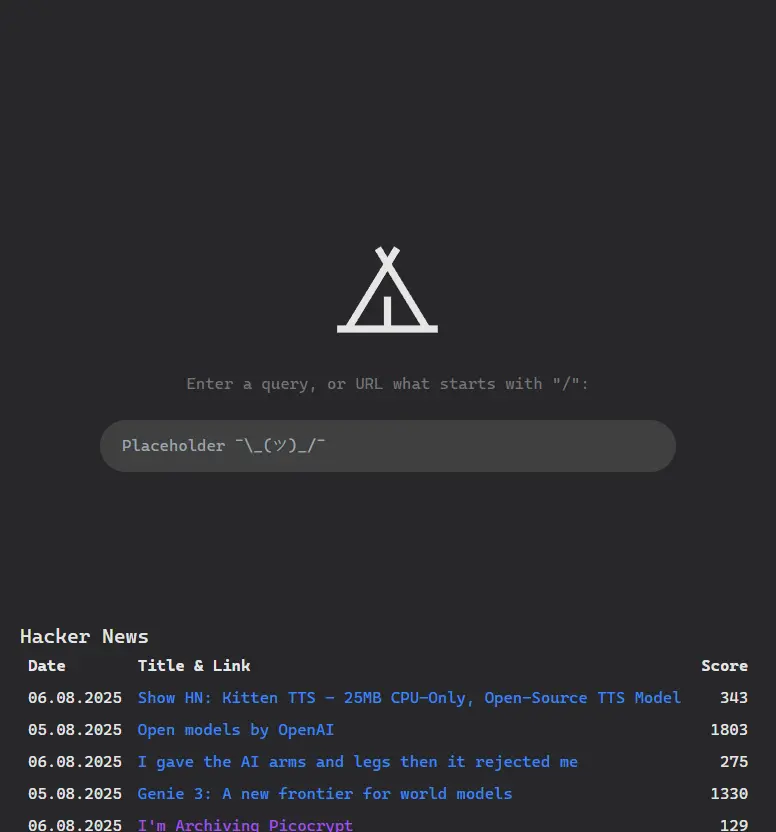 Enter a query, or URL what starts with "/":
Placeholder ¯\_(ツ)_/¯
Hacker News
Date Title & Link Score
06.08.2025 Show HN: Kitten TTS – 25MB CPU-Only, Open-Source TTS Model 343
05.08.2025 Open models by OpenAI 1803
06.08.2025 I gave the AI arms and legs then it rejected me 275
05.08.2025 Genie 3: A new frontier for world models 1330
06.08.2025 I'm Archiving Picocrypt 129